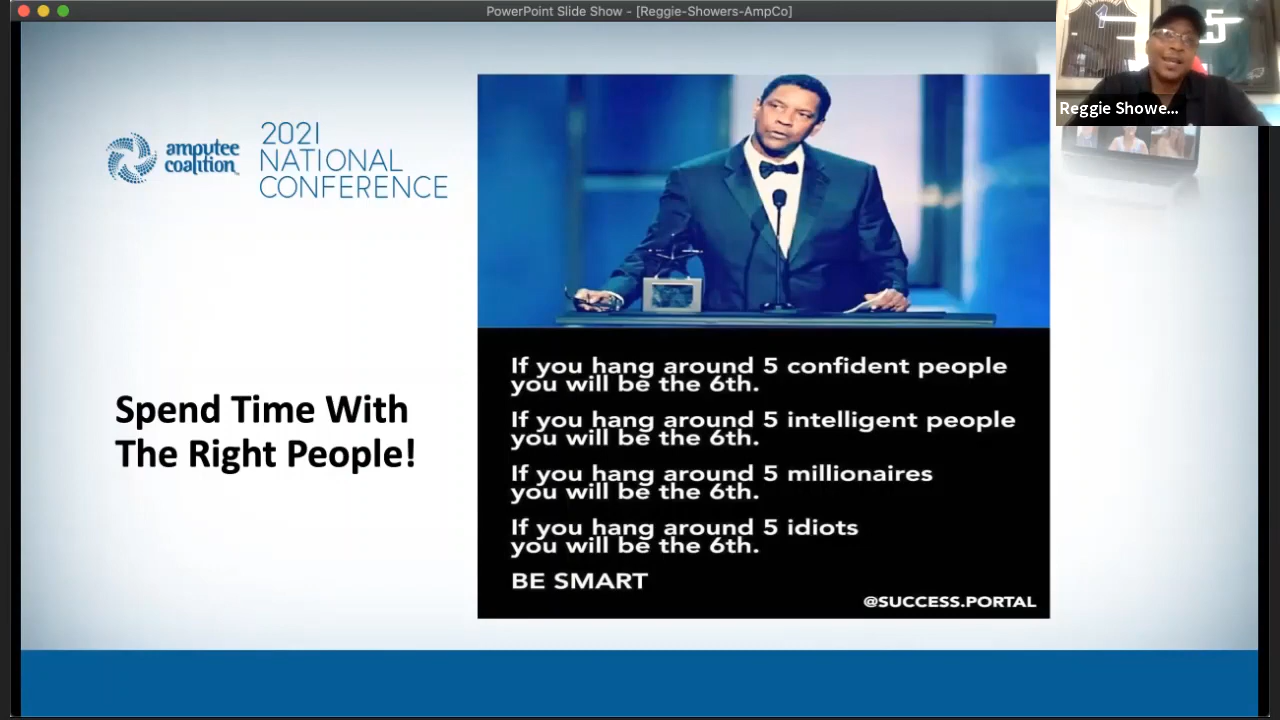 PowerPoint Slide Show - [Reggie-Showers-AmpCo]
15
Reggie Showe...
amputee
coalition
2021
NATIONAL
CONFERENCE
Spend Time With
The Right People!
If you hang around 5 confident people
you will be the 6th.
If you hang around 5 intelligent people
you will be the 6th.
If you hang around 5 millionaires
you will be the 6th.
If you hang around 5 idiots
you will be the 6th.
BE SMART
@SUCCESS.PORTAL